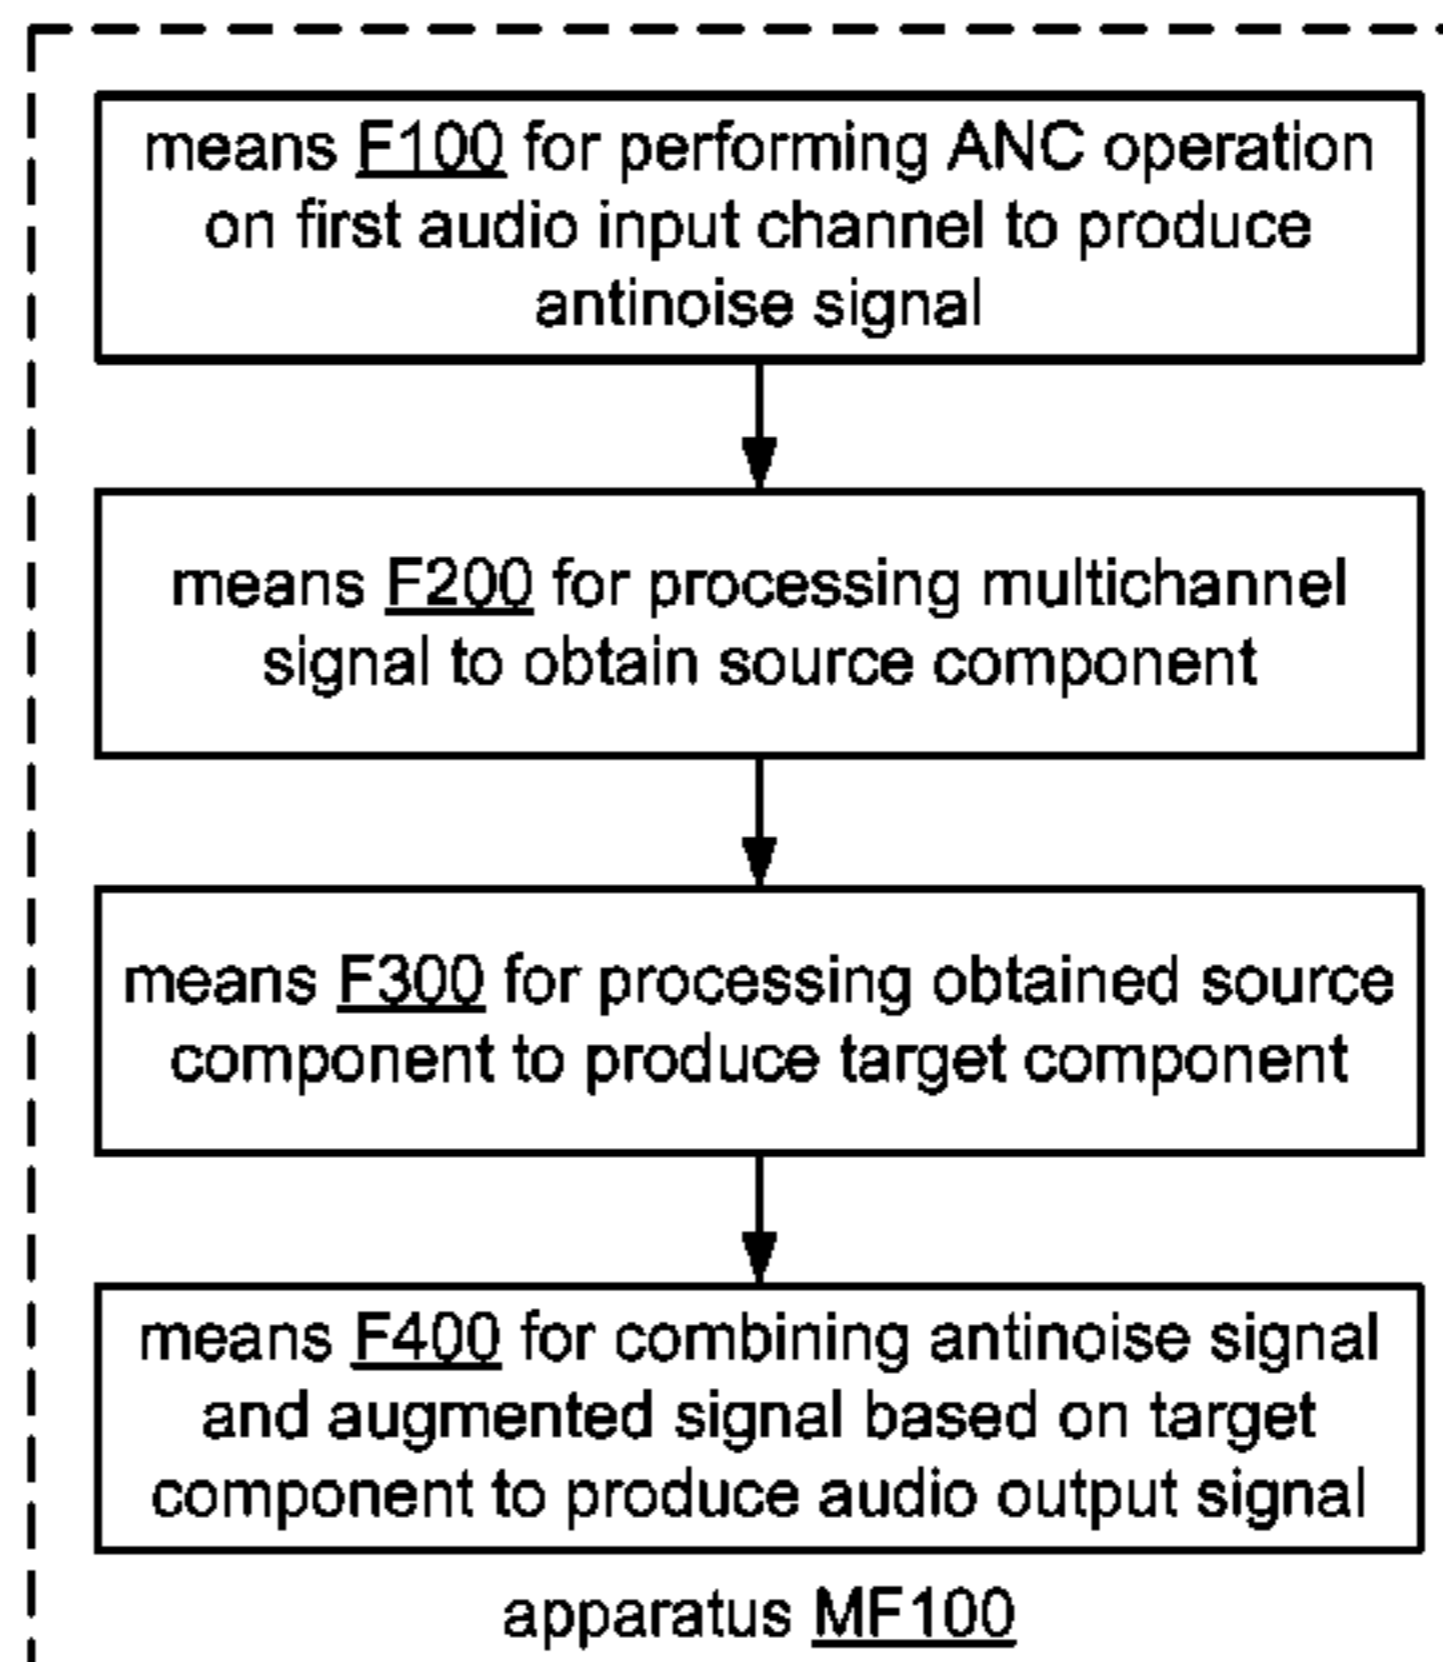 means F100 for performing ANC operation
on first audio input channel to produce
antinoise signal
means F200 for processing multichannel
signal to obtain source component
means F300 for processing obtained source
component to produce target component
means F400 for combining antinoise signal
and augmented signal based on target
component to produce audio output signal
apparatus MF100